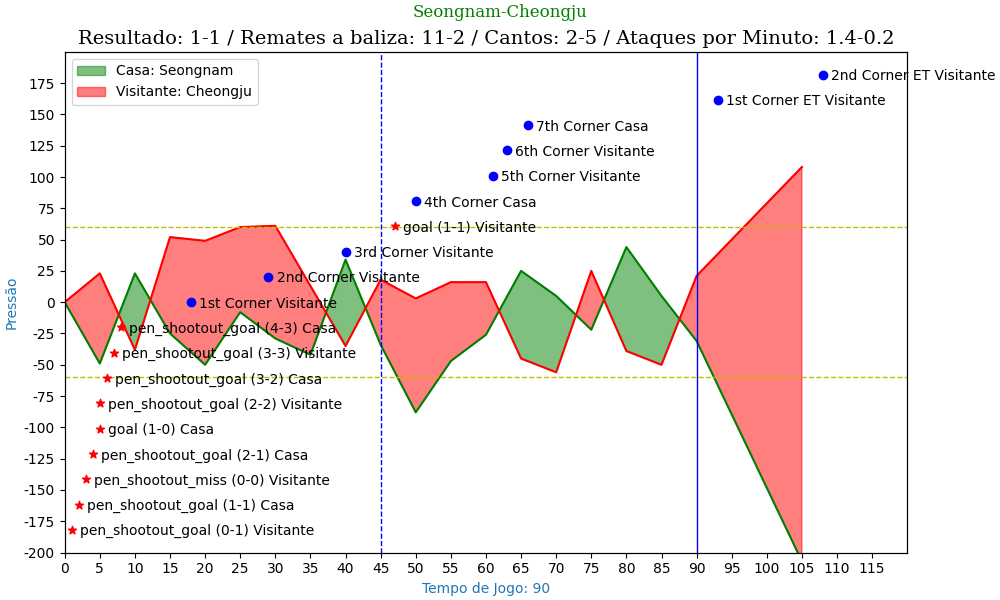 Seongnam-Cheongju
Resultado: 1-1 / Remates a baliza: 11-2 / Cantos: 2-5 / Ataques por Minuto: 1.4-0.2
Casa: Seongnam
Visitante: Cheongju
2nd Corner ET Visitante
1st Corner ET Visitante
7th Corner Casa
6th Corner Visitante
5th Corner Visitante
4th Corner Casa
goal (1-1) Visitante
3rd Corner Visitante
2nd Corner Visitante
1st Corner Visitante
pen_shootout_goal (4-3) Casa
pen_shootout_goal (3-3) Visitante
pen_shootout_goal (3-2) Casa
pen_shootout_goal (2-2) Visitante
goal (1-0) Casa
pen_shootout_goal (2-1) Casa
pen_shootout_miss (0-0) Visitante
pen_shootout_goal (1-1) Casa
pen_shootout_goal (0-1) Visitante
175
150
125
100
75
50
25
0
-25
-50
-75
-100
-125
-150
-175
-200
Pressão
0 5 10 15 20 25 30 35 40 45 50 55 60 65 70 75 80 85 90 95 100 105 110 115
Tempo de Jogo: 90